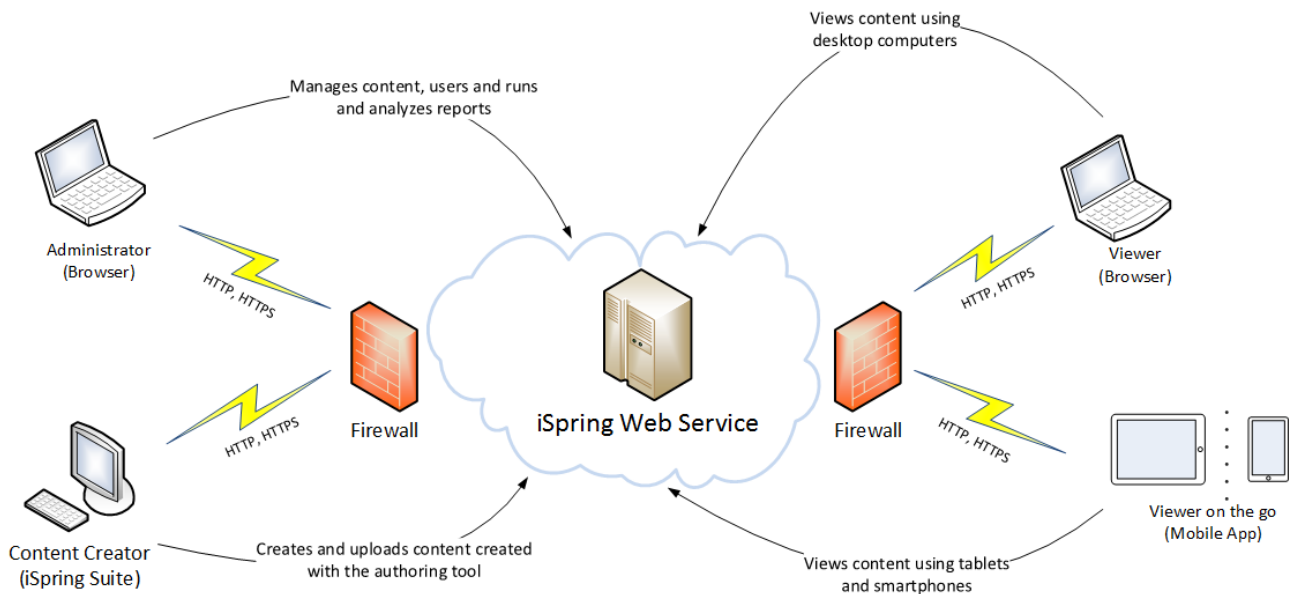 Views content using
desktop computers
Manages content, users and runs
and analyzes reports
Administrator
(Browser)
HTTP, HTTPS
Viewer
(Browser)
HTTP, HTTPS
Firewall
iSpring Web Service
Firewall
HTTP, HTTPS
HTTP, HTTPS
Content Creator
(iSpring Suite)
Creates and uploads content created
with the authoring tool
Viewer on the go
(Mobile App)
Views content using tablets
and smartphones